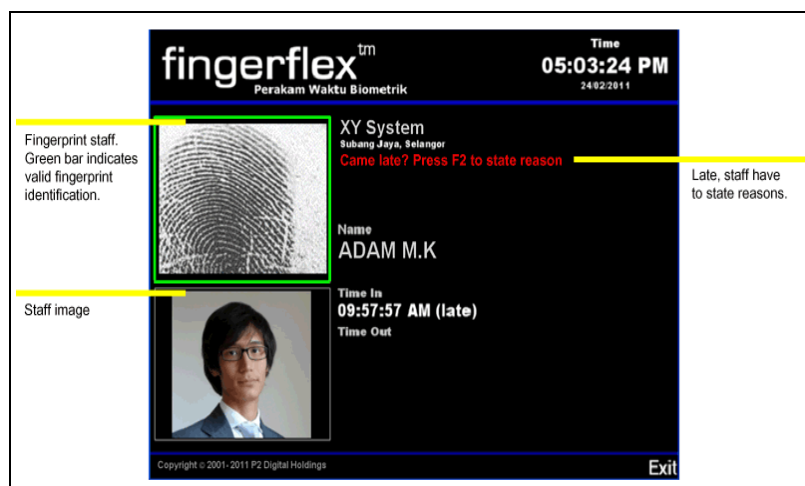 fingerflex tm
Perakam Waktu Biometrik
Time
05:03:24 PM
24/02/2011
Fingerprint staff.
Green bar indicates
valid fingerprint
identification.
XY System
Subang Jaya, Selangor
Came late? Press F2 to state reason
Late, staff have
to state reasons.
Name
ADAM M.K
Staff image
Time In
09:57:57 AM (late)
Time Out
Copyright © 2001- 2011 P2 Digital Holdings
Exit